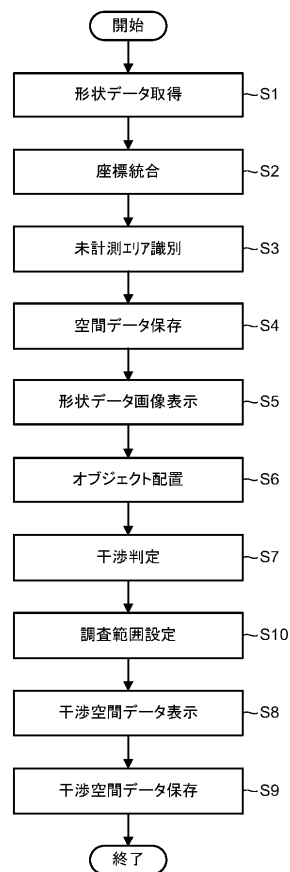 開始
形状データ取得 S1
座標統合 S2
未計測エリア識別 S3
空間データ保存 S4
形状データ画像表示 S5
オブジェクト配置 S6
干渉判定 S7
調査範囲設定 S10
干渉空間データ表示 S8
干渉空間データ保存 S9
終了